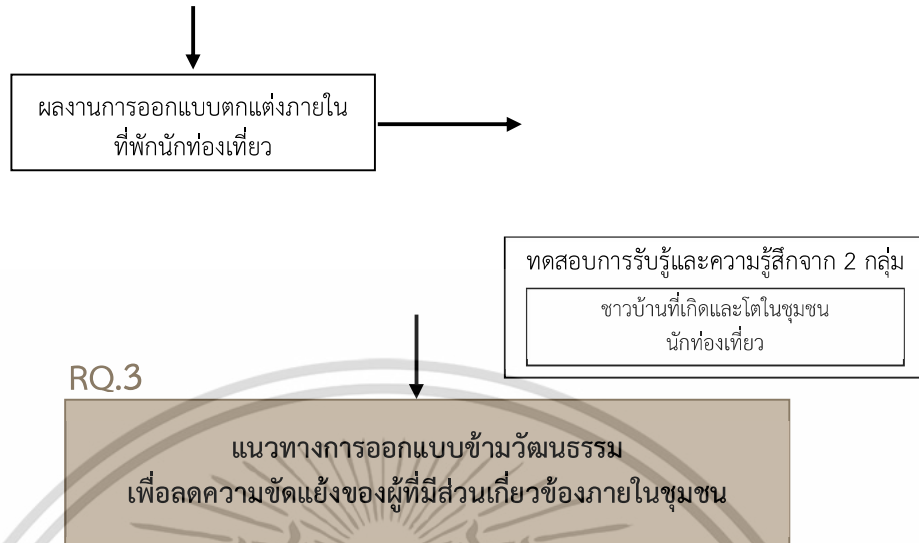 ผลงานการออกแบบตกแต่งภายใน
ที่พักนักท่องเที่ยว
ทดสอบการรับรู้และความรู้สึกจาก 2 กลุ่ม
ชาวบ้านที่เกิดและโตในชุมชน
นักท่องเที่ยว
RQ.3
แนวทางการออกแบบข้ามวัฒนธรรม
เพื่อลดความขัดแย้งของผู้ที่มีส่วนเกี่ยวข้องภายในชุมชน